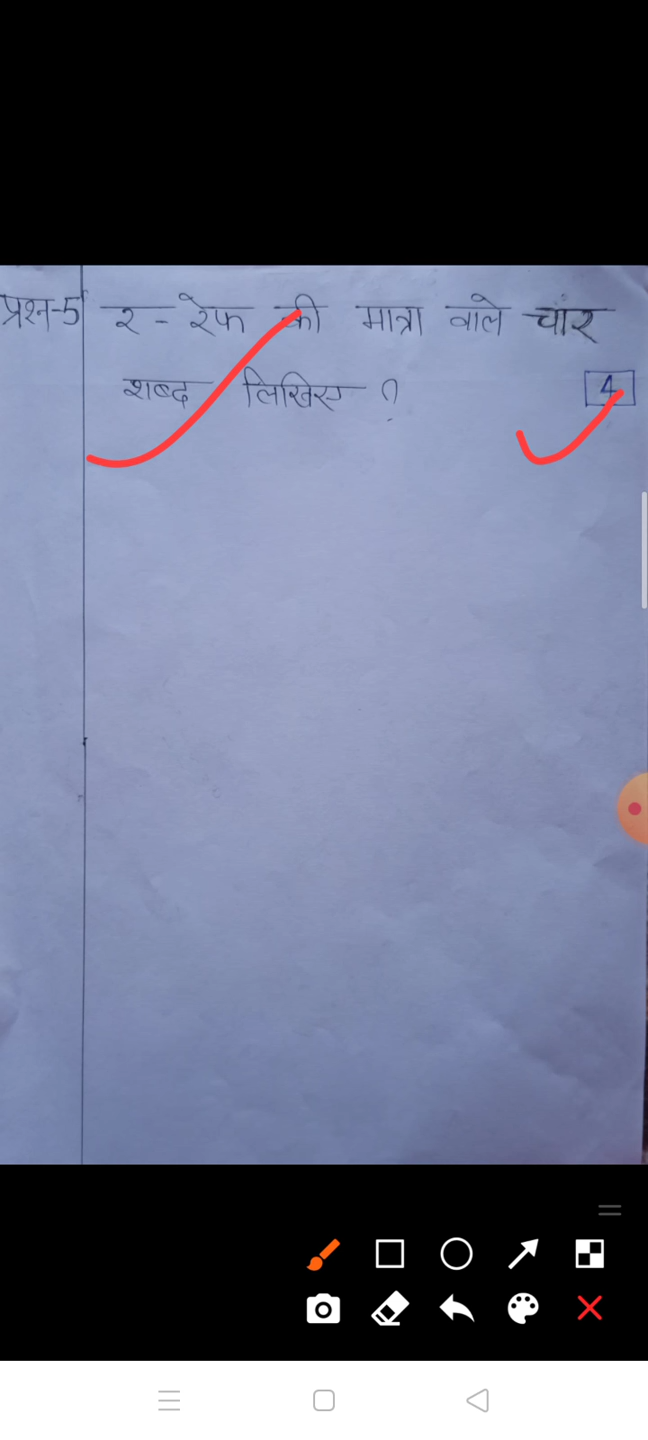 प्रश्न-5 र - रेफ की मात्रा वाले चांर
शब्द लिखिए ?
4